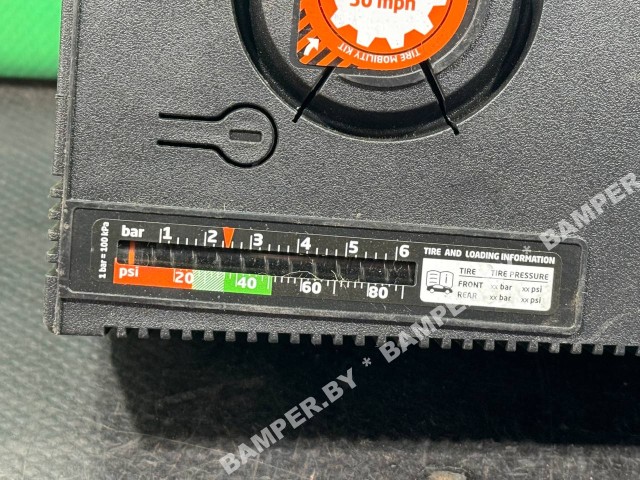 50 mph
TIRE MOBILITY KIT
1 bar = 100 kPa
bar 1 2 3 4 5 6
psi 20 40 60 80
TIRE AND LOADING INFORMATION
TIRE TIRE PRESSURE
FRONT xx bar xx psi
REAR xx bar xx psi
BAMPER.BY * BAMPER.BY * BAMPER